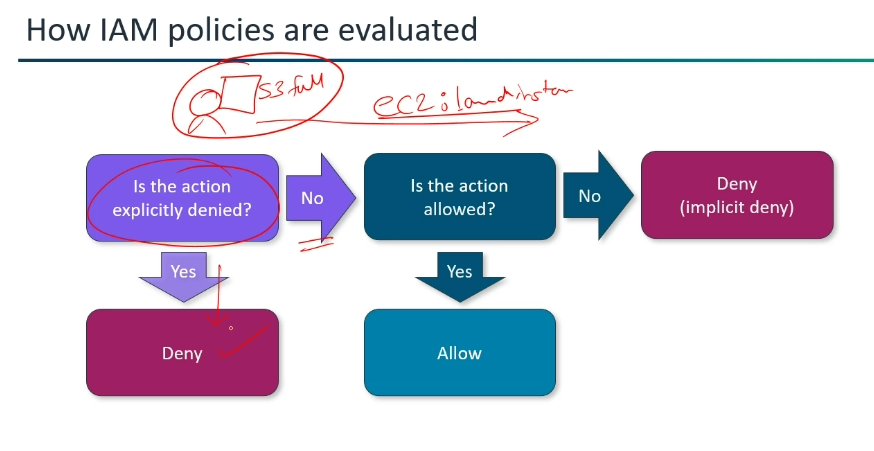 How IAM policies are evaluated
S3 full
ec2:
Is the action
explicitly denied?
No
Is the action
allowed?
No
Deny
(implicit deny)
Yes
Yes
Deny
Allow